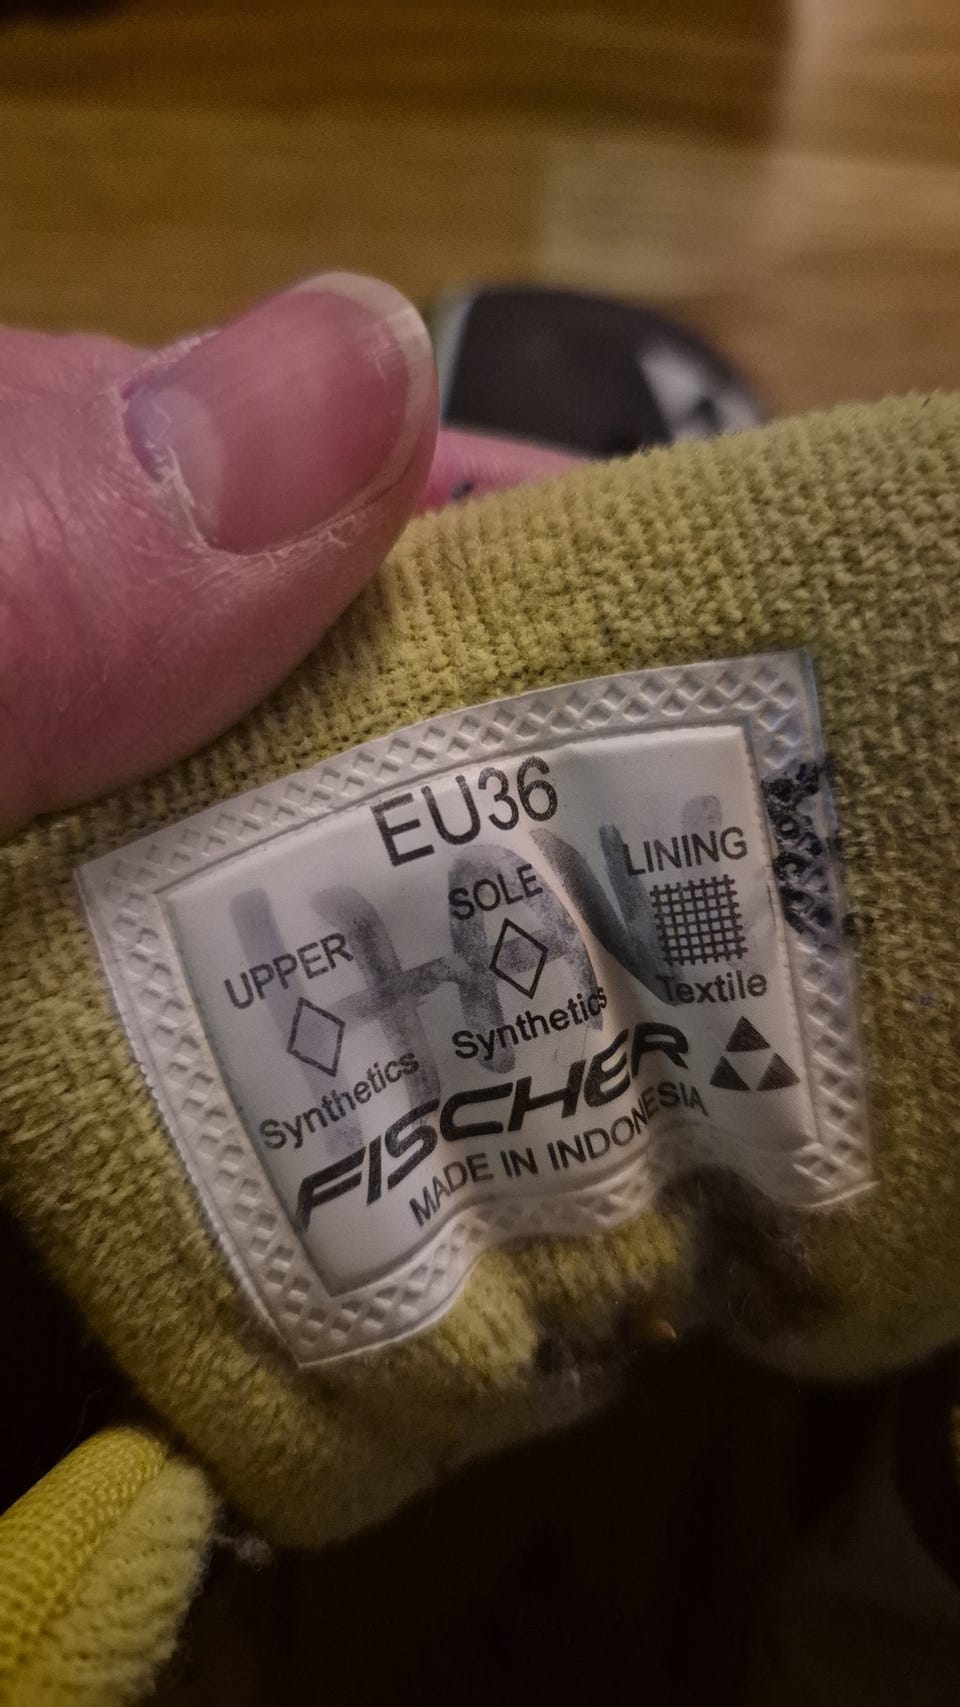 EU36
UPPER SOLE LINING
Synthetics Synthetics Textile
FISCHER
MADE IN INDONESIA